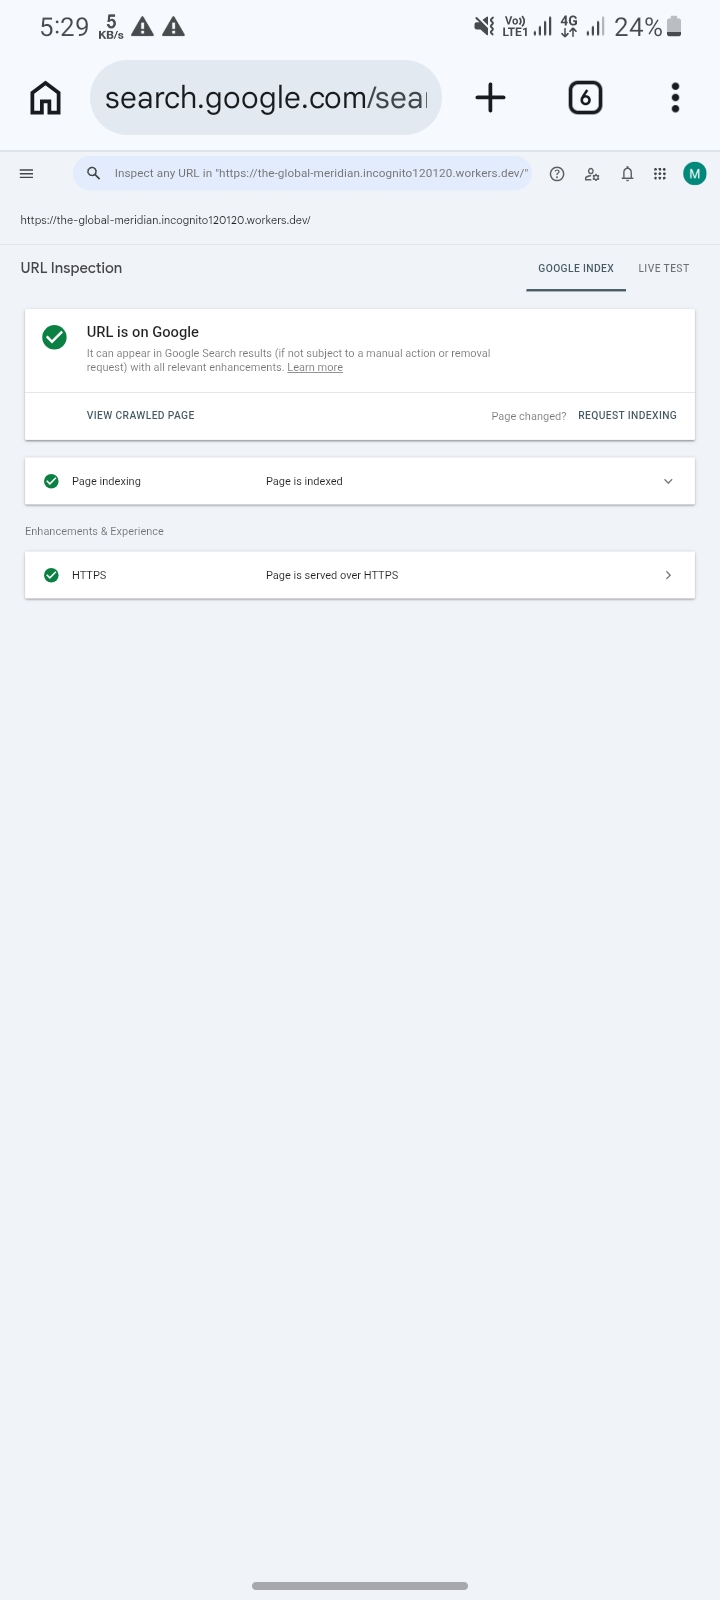 5:29 5 KB/s Vo)) LTE1 4G 24%
search.google.com/sear 6
Inspect any URL in "https://the-global-meridian.incognito120120.workers.dev/" M
https://the-global-meridian.incognito120120.workers.dev/
URL Inspection GOOGLE INDEX LIVE TEST
URL is on Google
It can appear in Google Search results (if not subject to a manual action or removal
request) with all relevant enhancements. Learn more
VIEW CRAWLED PAGE Page changed? REQUEST INDEXING
Page indexing Page is indexed
Enhancements & Experience
HTTPS Page is served over HTTPS